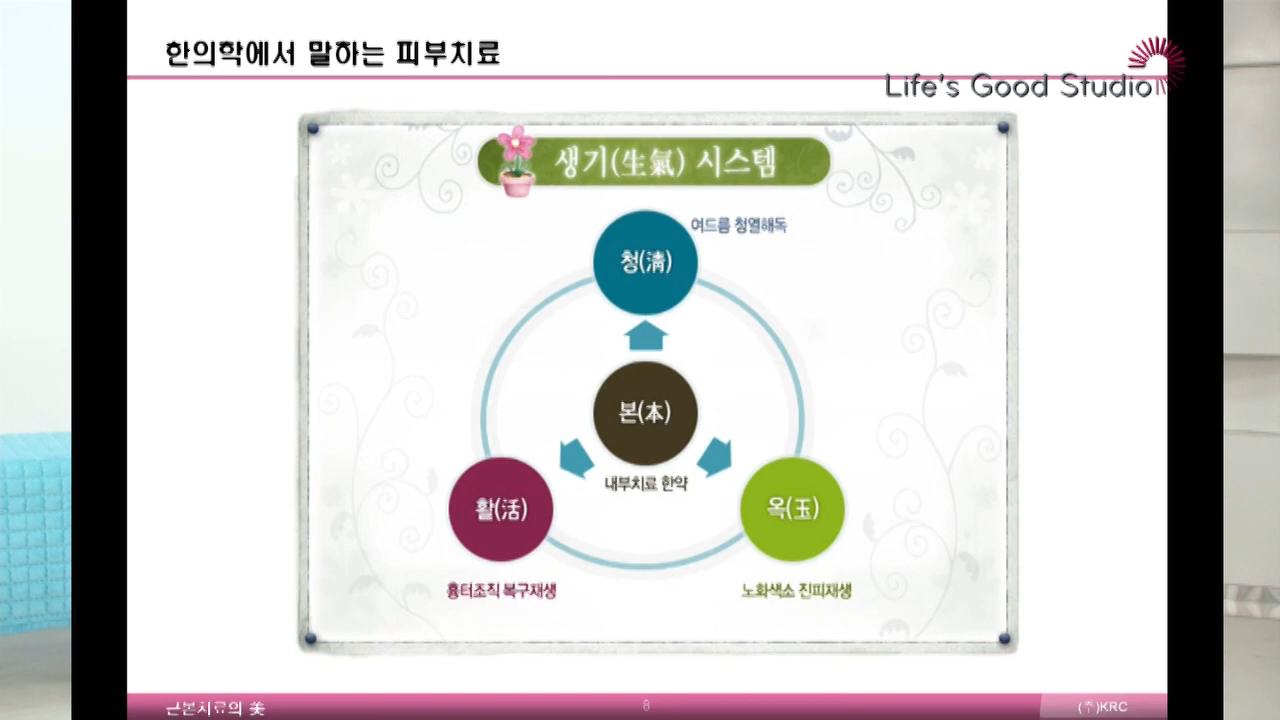 한의학에서 말하는 피부치료
Life's Good Studio
생기(生氣) 시스템
여드름 청열해독
청(淸)
본(本)
내부치료 한약
활(活)
옥(玉)
흉터조직 복구재생
노화색소 진피재생
근본치료의 美
8
(주)KRC